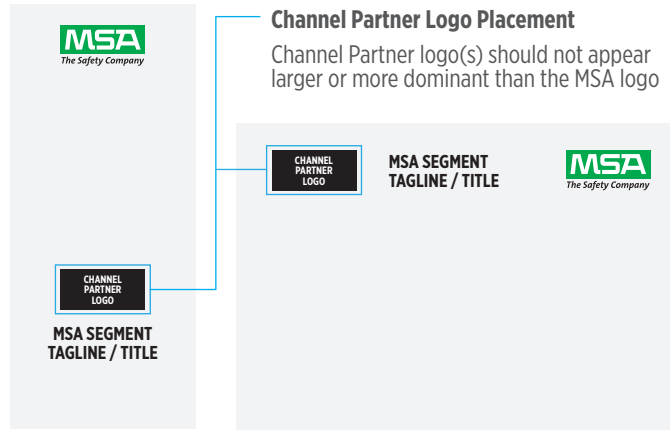 MSA
The Safety Company
Channel Partner Logo Placement
Channel Partner logo(s) should not appear
larger or more dominant than the MSA logo
CHANNEL
PARTNER
LOGO
MSA SEGMENT
TAGLINE / TITLE
MSA
The Safety Company
CHANNEL
PARTNER
LOGO
MSA SEGMENT
TAGLINE / TITLE